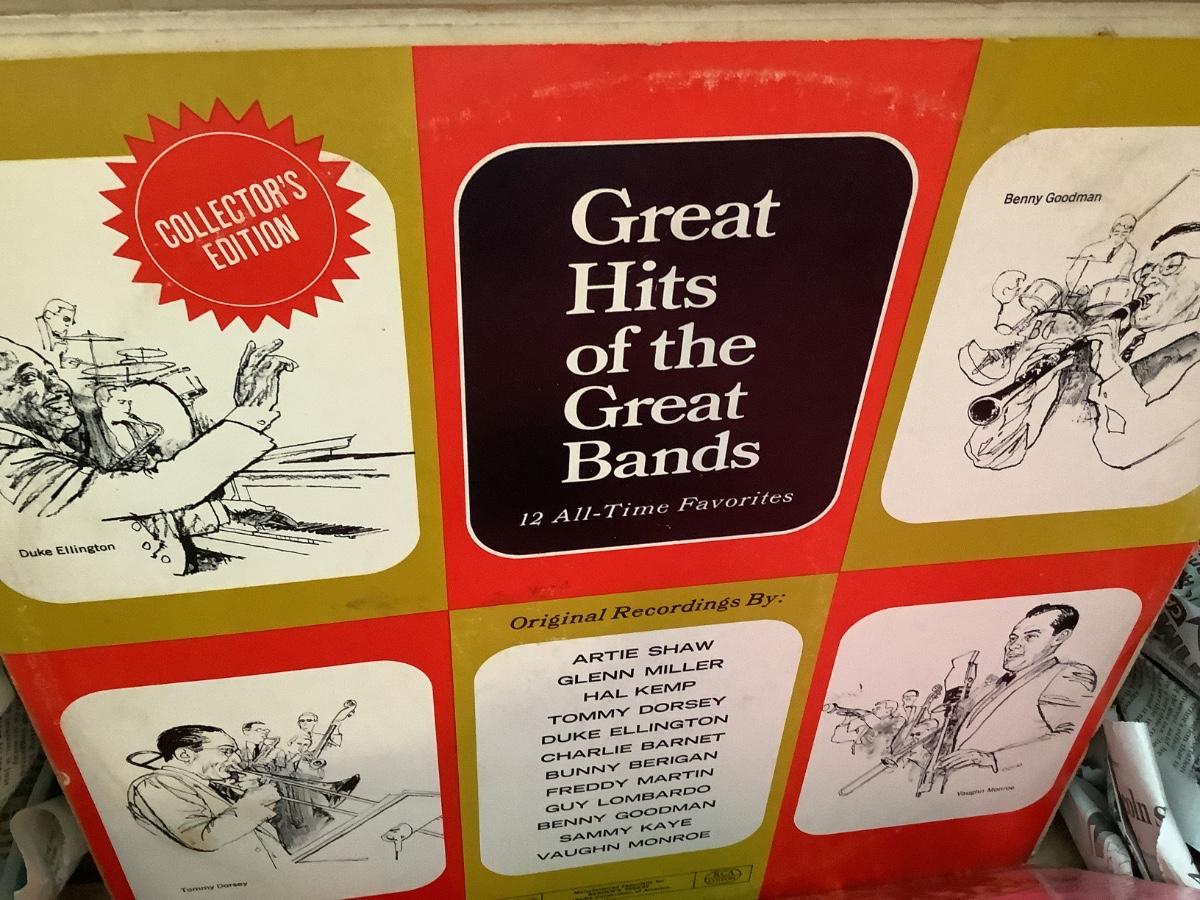 COLLECTOR'S
EDITION
Duke Ellington
Great
Hits
of the
Great
Bands
12 All-Time Favorites
Benny Goodman
Tommy Dorsey
Original Recordings By:
ARTIE SHAW
GLENN MILLER
HAL KEMP
TOMMY DORSEY
DUKE ELLINGTON
CHARLIE BARNET
BUNNY BERIGAN
FREDDY MARTIN
GUY LOMBARDO
BENNY GOODMAN
SAMMY KAYE
VAUGHN MONROE
Vaughn Monroe
RCA
BG